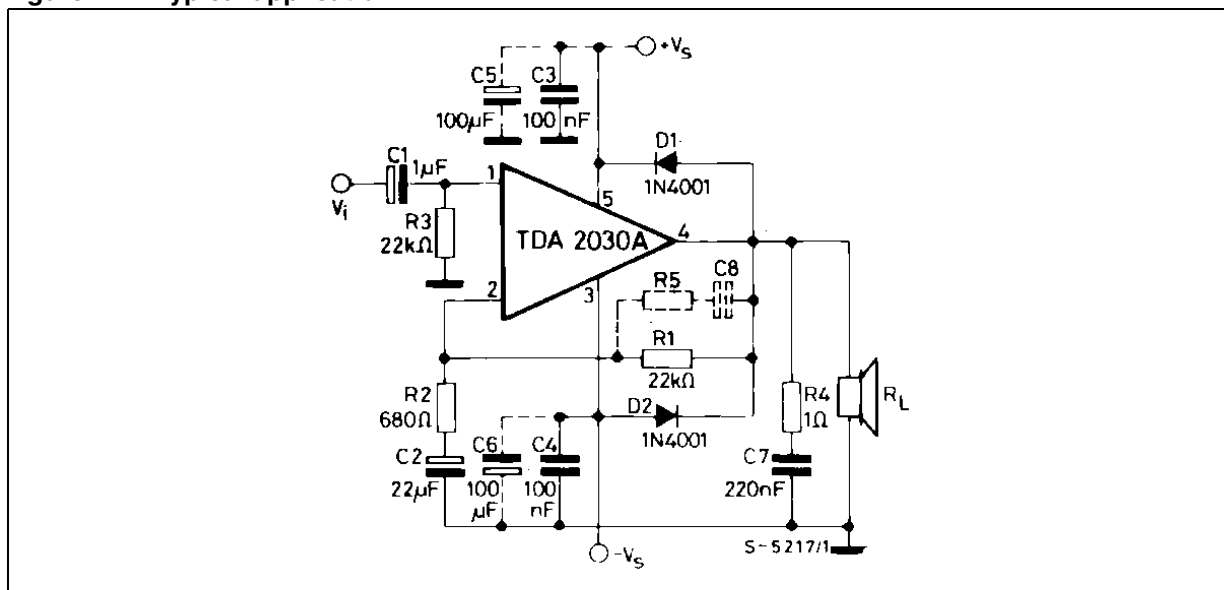 +Vs
C5
C3
100µF
100 nF
D1
1N4001
C1
1µF
Vi
1
5
R3
22kΩ
TDA 2030A
4
2
3
R5
C8
R1
22kΩ
R2
680Ω
D2
1N4001
R4
1Ω
RL
C2
22µF
C6
100
µF
C4
100
nF
C7
220nF
-Vs
S-5217/1